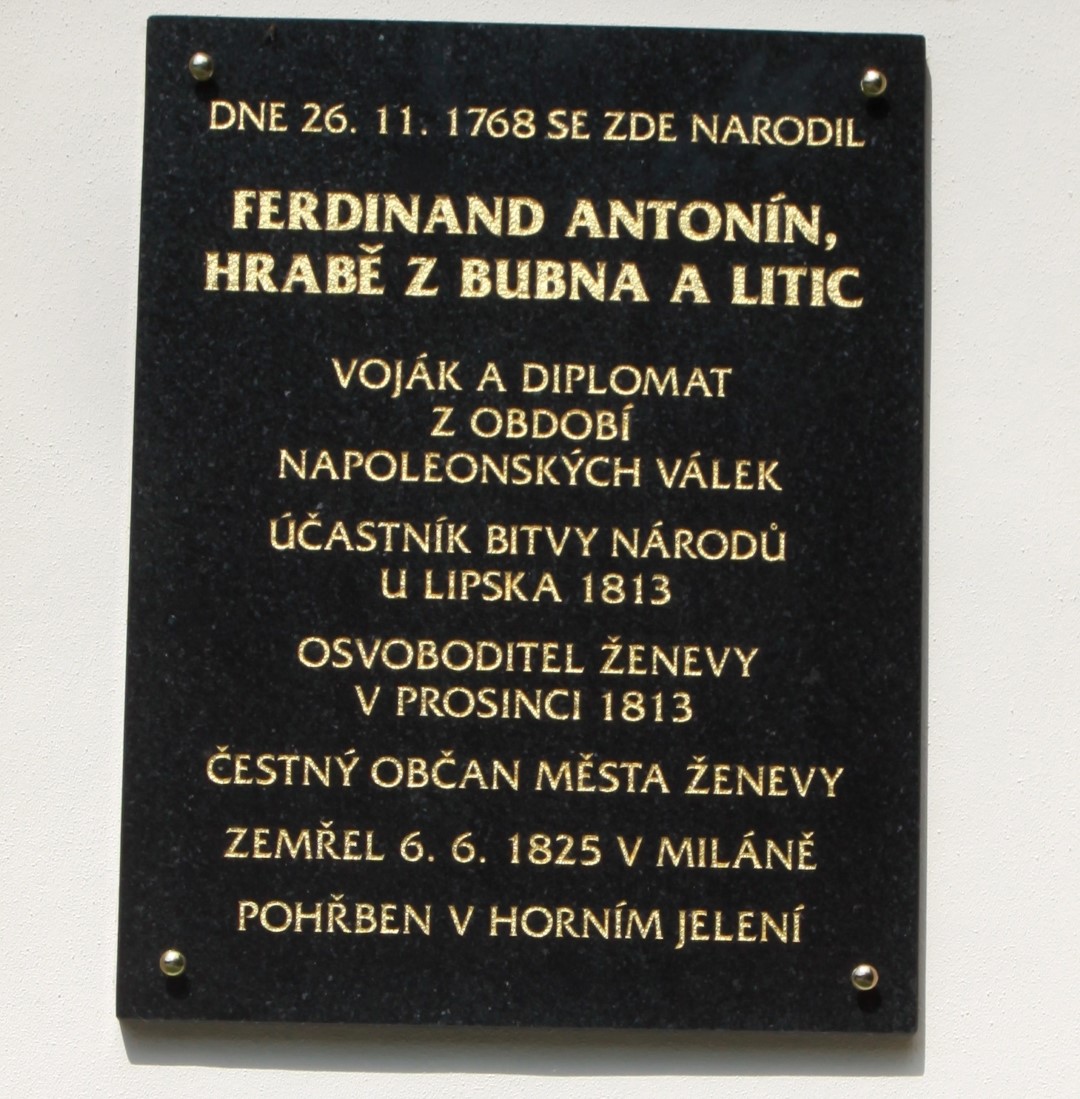 DNE 26. 11. 1768 SE ZDE NARODIL
FERDINAND ANTONÍN,
HRABĚ Z BUBNA A LITIC
VOJÁK A DIPLOMAT
Z OBDOBÍ
NAPOLEONSKÝCH VÁLEK
ÚČASTNÍK BITVY NÁRODŮ
U LIPSKA 1813
OSVOBODITEL ŽENEVY
V PROSINCI 1813
ČESTNÝ OBČAN MĚSTA ŽENEVY
ZEMŘEL 6. 6. 1825 V MILÁNĚ
POHŘBEN V HORNÍM JELENÍ